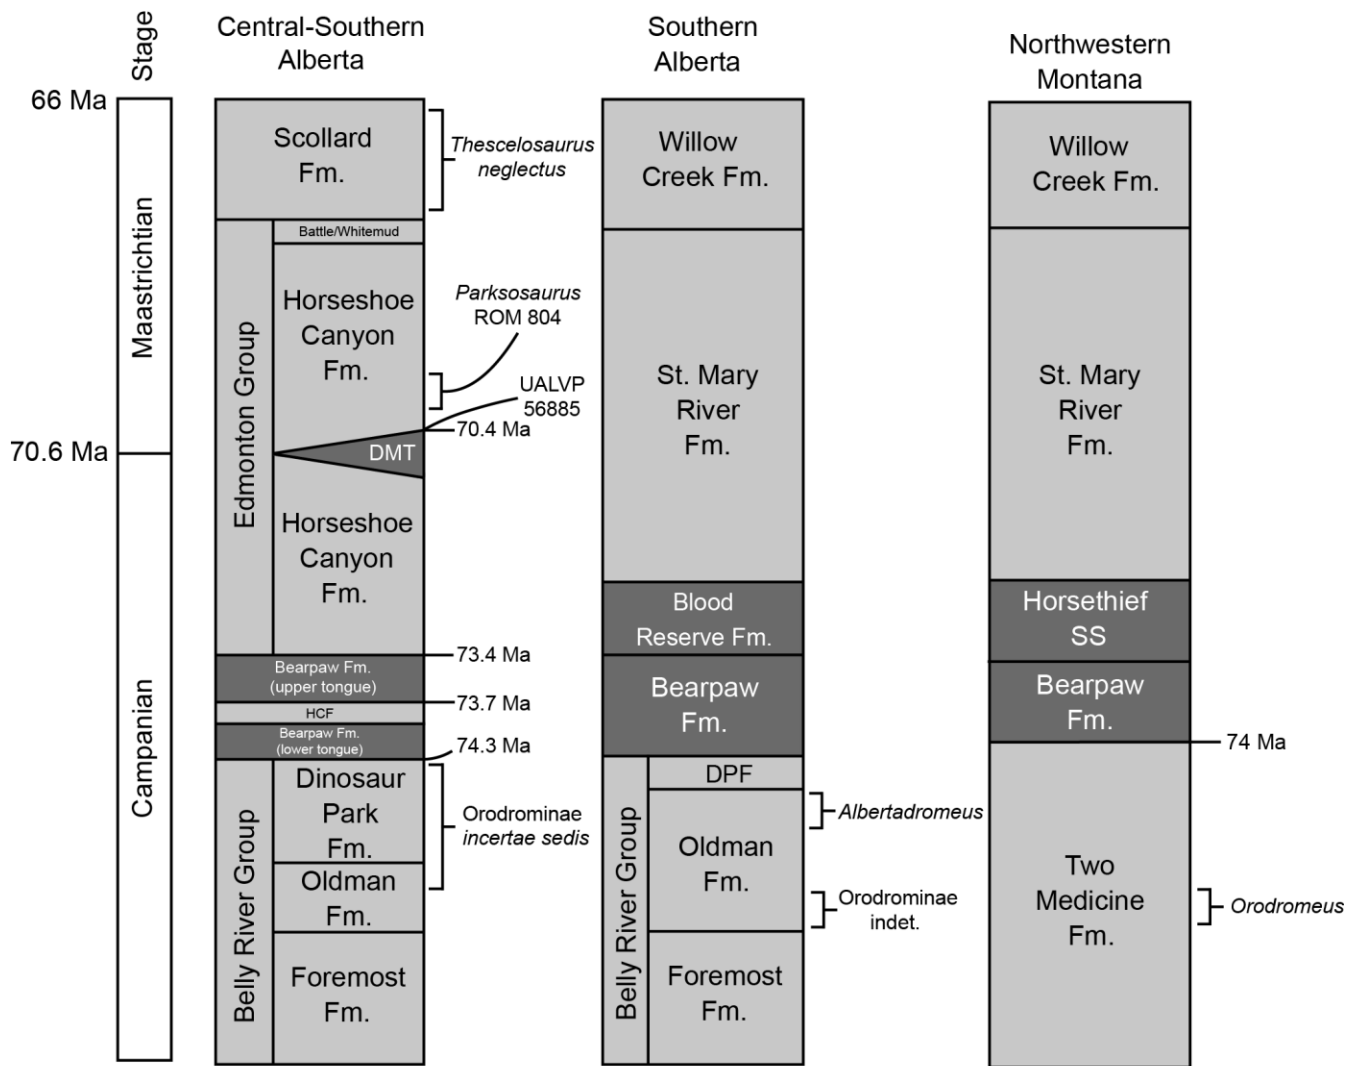 Stage
66 Ma
Maastrichtian
70.6 Ma
Campanian
Central-Southern
Alberta
Scollard
Fm.
Thescelosaurus
neglectus
Edmonton Group
Battle/Whitemud
Horseshoe
Canyon
Fm.
Parksosaurus
ROM 804
UALVP
56885
70.4 Ma
DMT
Horseshoe
Canyon
Fm.
73.4 Ma
Bearpaw Fm.
(upper tongue)
73.7 Ma
HCF
Bearpaw Fm.
(lower tongue)
74.3 Ma
Belly River Group
Dinosaur
Park
Fm.
Orodrominae
incertae sedis
Oldman
Fm.
Foremost
Fm.
Southern
Alberta
Willow
Creek Fm.
St. Mary
River
Fm.
Blood
Reserve Fm.
Bearpaw
Fm.
Belly River Group
DPF
Albertadromeus
Oldman
Fm.
Orodrominae
indet.
Foremost
Fm.
Northwestern
Montana
Willow
Creek Fm.
St. Mary
River
Fm.
Horsethief
SS
Bearpaw
Fm.
74 Ma
Two
Medicine
Fm.
Orodromeus